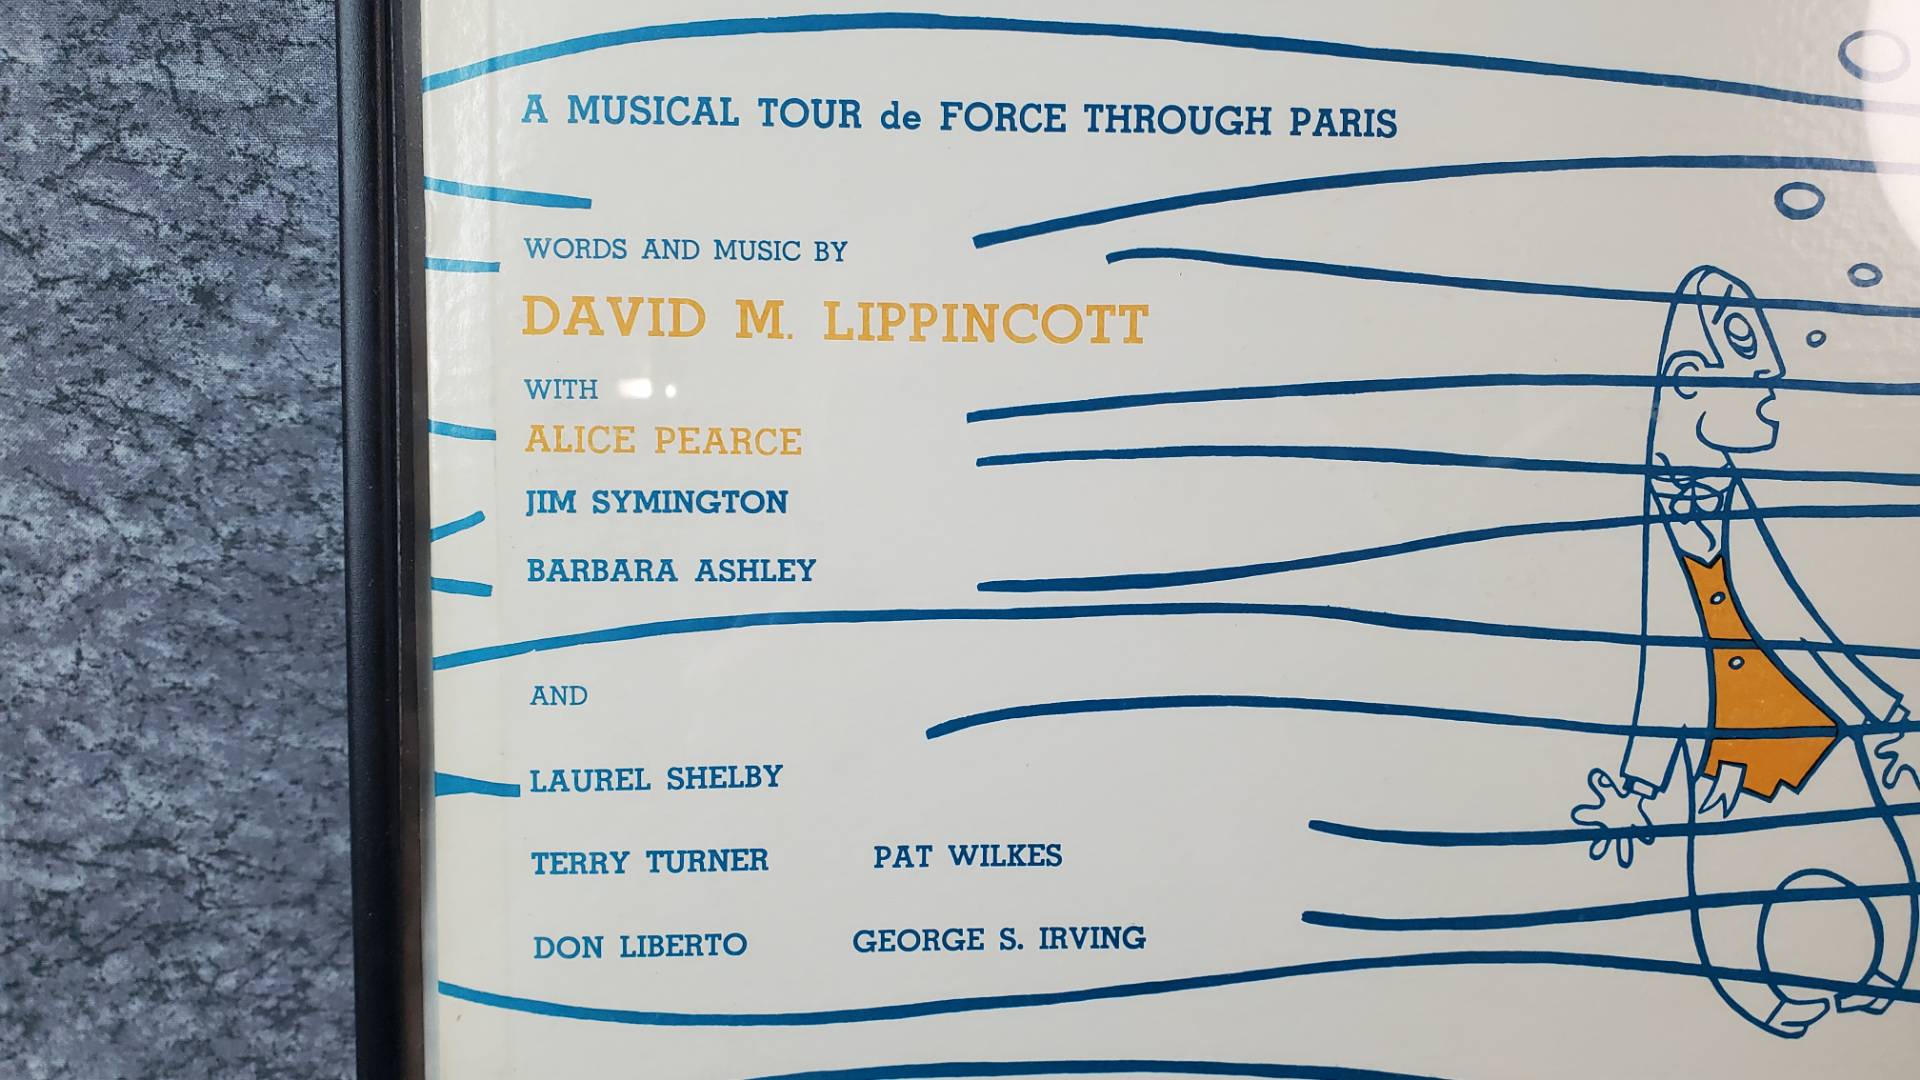 A MUSICAL TOUR de FORCE THROUGH PARIS
WORDS AND MUSIC BY
DAVID M. LIPPINCOTT
WITH
ALICE PEARCE
JIM SYMINGTON
BARBARA ASHLEY
AND
LAUREL SHELBY
TERRY TURNER PAT WILKES
DON LIBERTO GEORGE S. IRVING